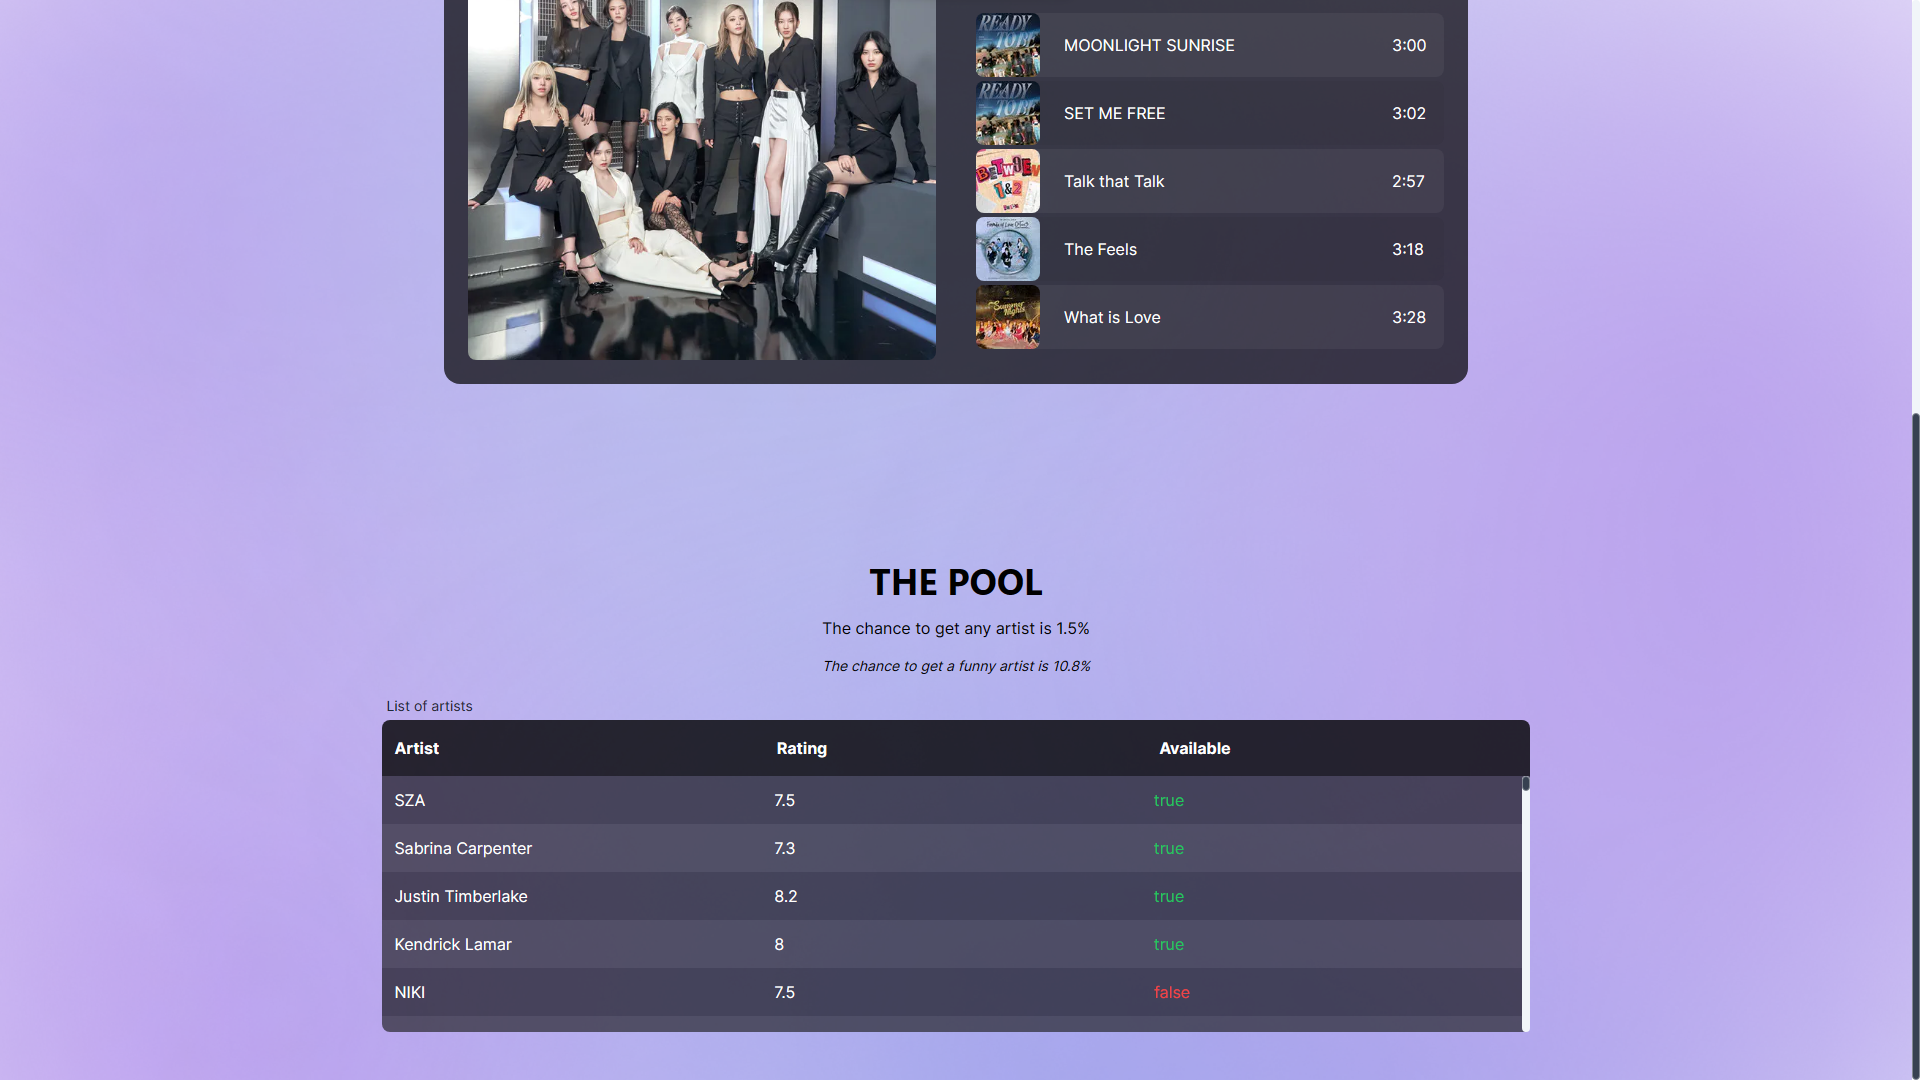 READY
TO BE
MOONLIGHT SUNRISE
3:00
READY
TO BE
SET ME FREE
3:02
BETWEEN
1&2
Talk that Talk
2:57
The Feels
3:18
Summer
Nights
What is Love
3:28
THE POOL
The chance to get any artist is 1.5%
The chance to get a funny artist is 10.8%
List of artists
Artist Rating Available
SZA 7.5 true
Sabrina Carpenter 7.3 true
Justin Timberlake 8.2 true
Kendrick Lamar 8 true
NIKI 7.5 false